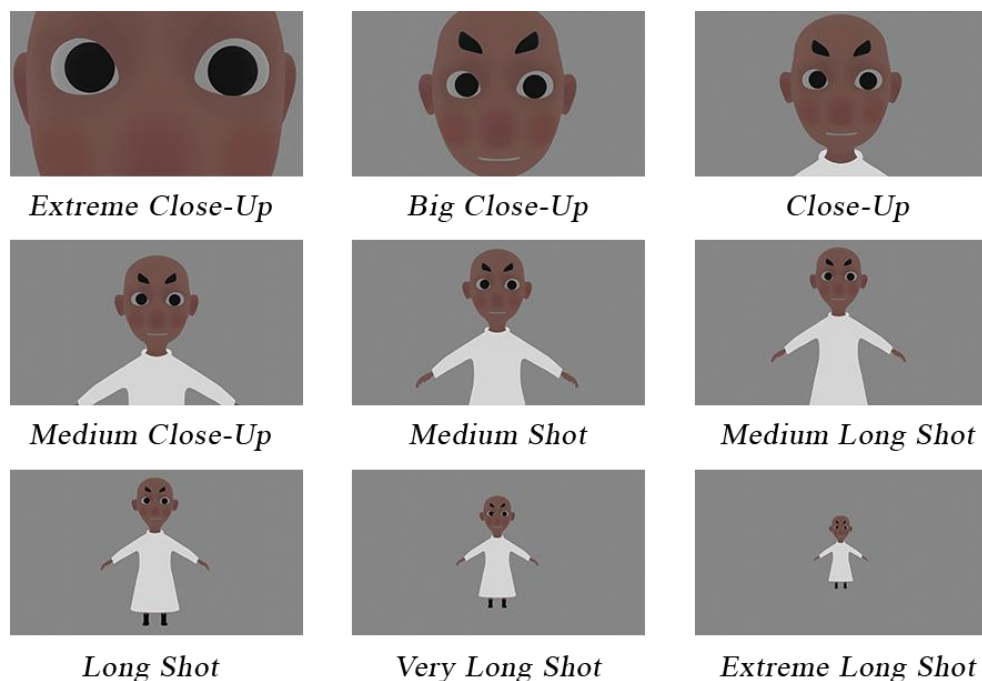 Extreme Close-Up
Big Close-Up
Close-Up
Medium Close-Up
Medium Shot
Medium Long Shot
Long Shot
Very Long Shot
Extreme Long Shot